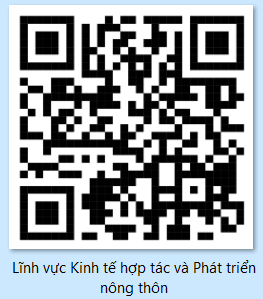 Lĩnh vực Kinh tế hợp tác và Phát triển
nông thôn